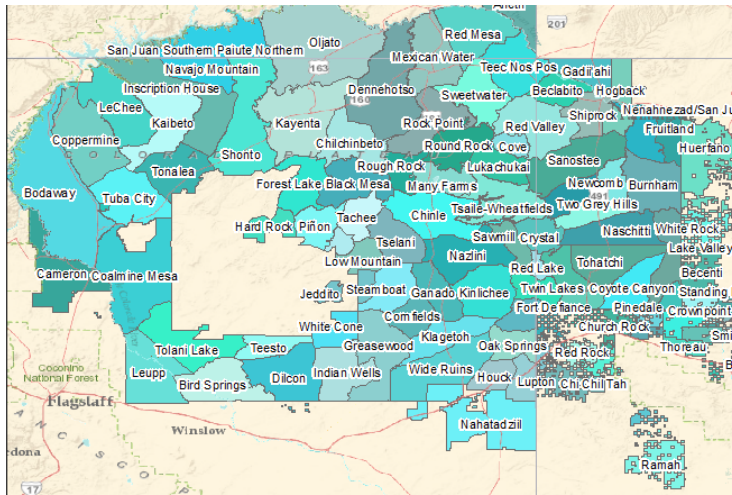 Aneth
201
San Juan Southern Paiute Northern
Oljato
Red Mesa
Navajo Mountain
163
Mexican Water
Teec Nos Pos
Gadii'ahi
Inscription House
Dennehotso
Beclabito
Hogback
LeChee
160
Sweetwater
Nenahnezad/San Ju
Kaibeto
Kayenta
Rock Point
Red Valley
Shiprock
Fruitland
Coppermine
Chilchinbeto
Round Rock
Cove
Huerfano
Shonto
Rough Rock
Lukachukai
Sanostee
Tonalea
Forest Lake
Black Mesa
Many Farms
Newcomb
Burnham
Bodaway
Tuba City
Tachee
Chinle
Tsaile-Wheatfields
Two Grey Hills
491
Hard Rock
Piñon
Tselani
Sawmill
Crystal
Naschitti
White Rock
Low Mountain
Nazlini
Red Lake
Tohatchi
Lake Valley
Cameron
Coalmine Mesa
Becenti
Jeddito
Steamboat
Ganado
Kinlichee
Twin Lakes
Coyote Canyon
Standing
Cornfields
Fort Defiance
Pinedale
Crownpoint
White Cone
Klagetoh
Church Rock
Smi
Tolani Lake
Teesto
Greasewood
Oak Springs
Red Rock
Thoreau
Coconino
National Forest
Leupp
Bird Springs
Dilcon
Indian Wells
Wide Ruins
Houck
Lupton
Chi Chil Tah
B
Flagstaff
Winslow
Nahatadziil
dona
Ramah
17